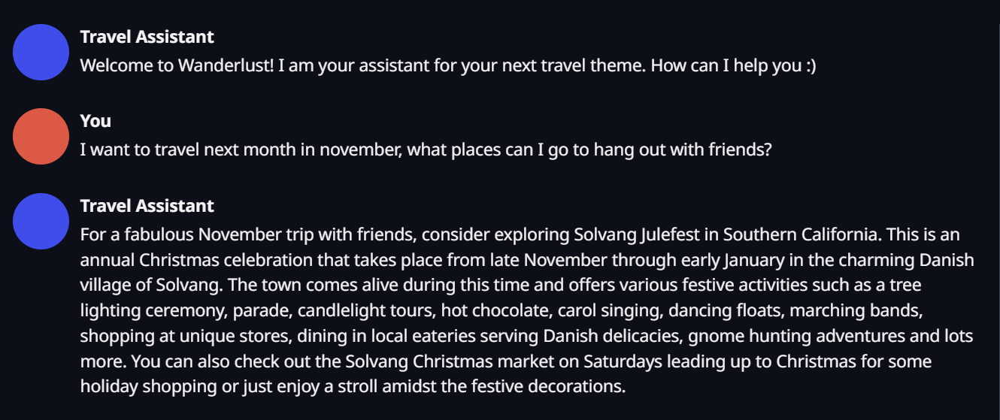 Travel Assistant
Welcome to Wanderlust! I am your assistant for your next travel theme. How can I help you :)
You
I want to travel next month in november, what places can I go to hang out with friends?
Travel Assistant
For a fabulous November trip with friends, consider exploring Solvang Julefest in Southern California. This is an
annual Christmas celebration that takes place from late November through early January in the charming Danish
village of Solvang. The town comes alive during this time and offers various festive activities such as a tree
lighting ceremony, parade, candlelight tours, hot chocolate, carol singing, dancing floats, marching bands,
shopping at unique stores, dining in local eateries serving Danish delicacies, gnome hunting adventures and lots
more. You can also check out the Solvang Christmas market on Saturdays leading up to Christmas for some
holiday shopping or just enjoy a stroll amidst the festive decorations.